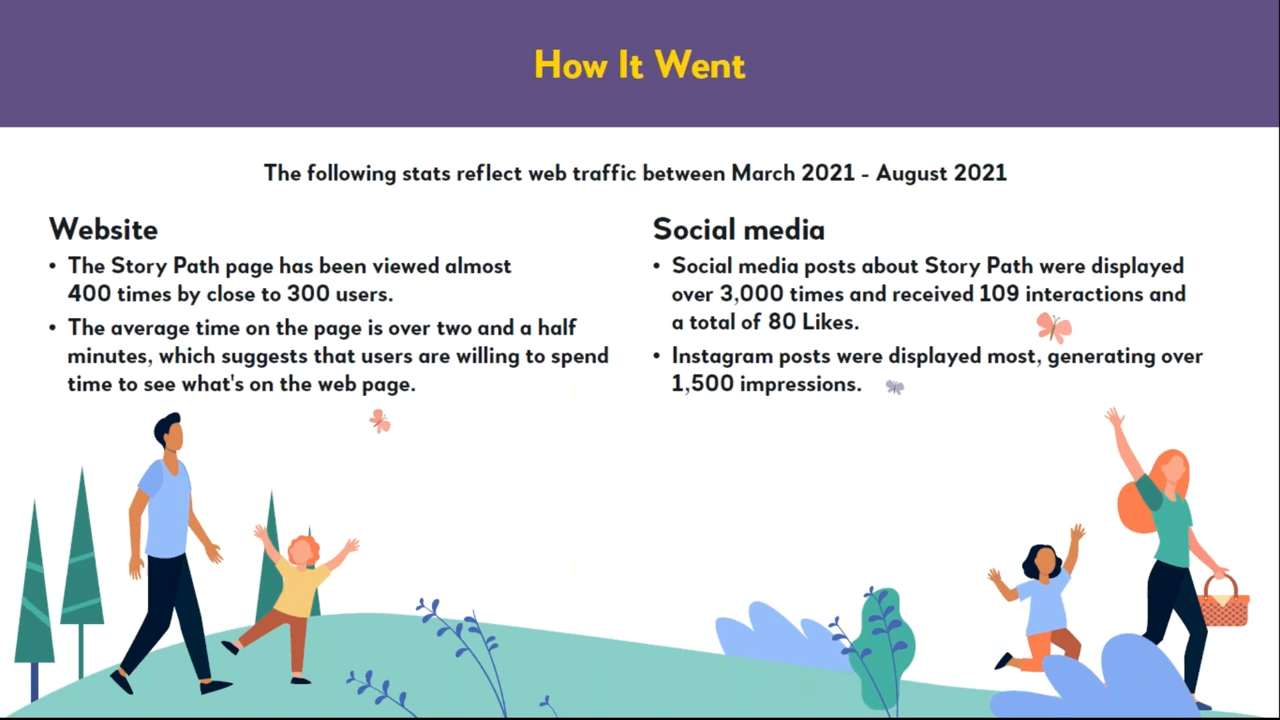 How It Went
The following stats reflect web traffic between March 2021 - August 2021
Website
• The Story Path page has been viewed almost
400 times by close to 300 users.
• The average time on the page is over two and a half
minutes, which suggests that users are willing to spend
time to see what's on the web page.
Social media
• Social media posts about Story Path were displayed
over 3,000 times and received 109 interactions and
a total of 80 Likes.
• Instagram posts were displayed most, generating over
1,500 impressions.